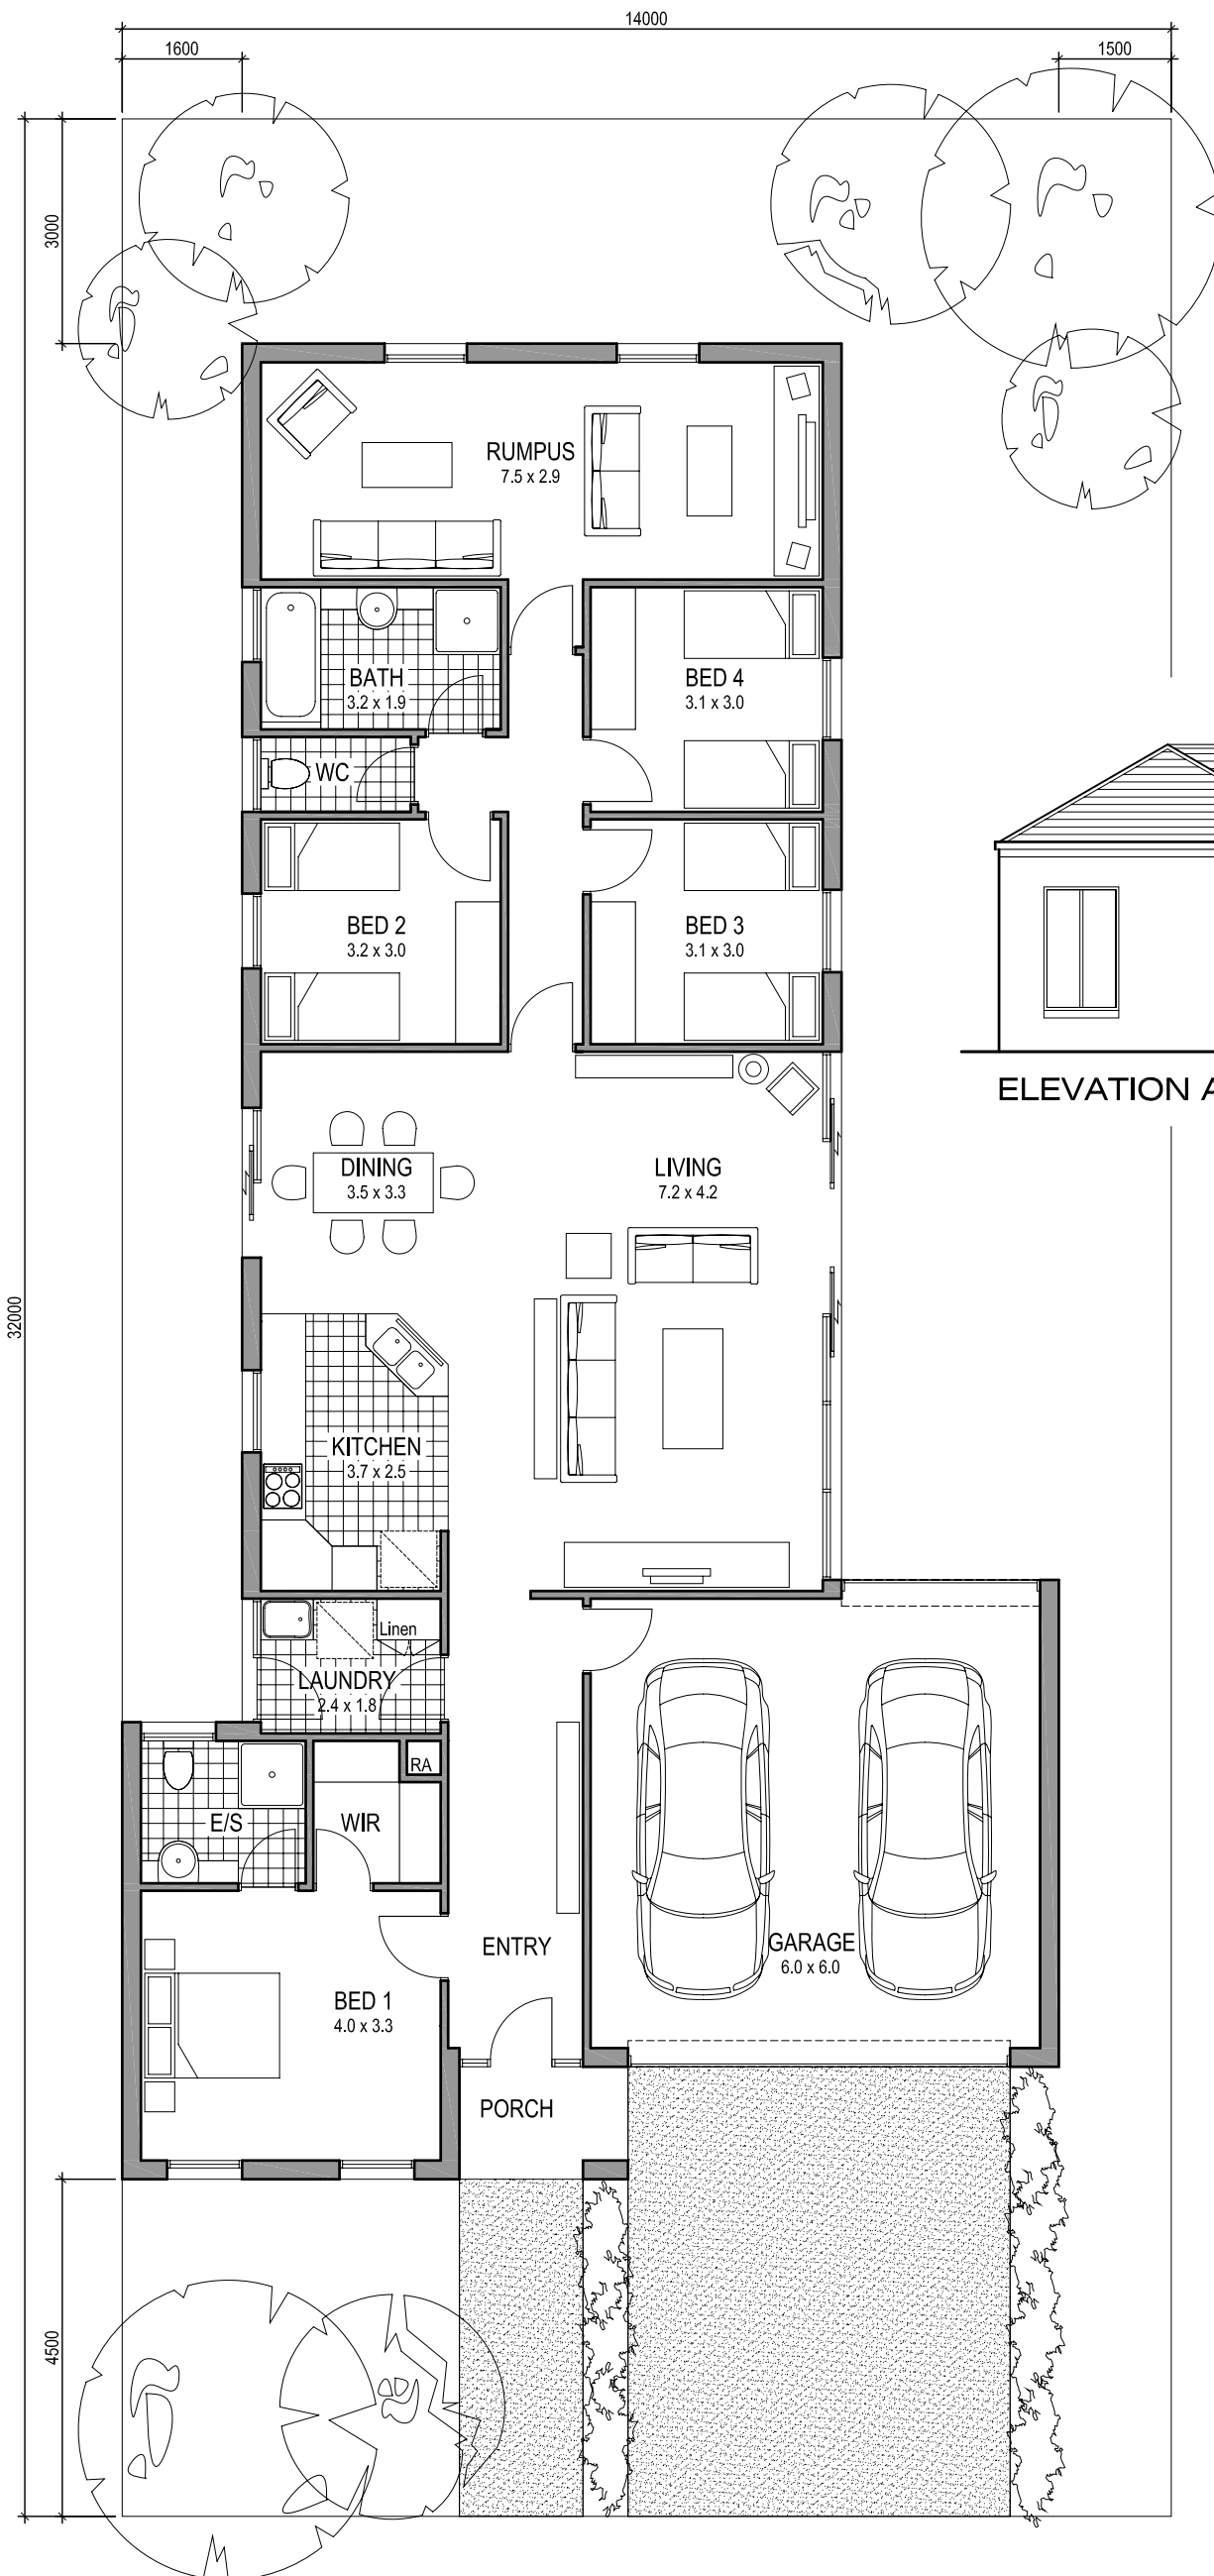 14000
1600
1500
3000
RUMPUS
7.5 x 2.9
BATH
3.2 x 1.9
BED 4
3.1 x 3.0
WC
BED 2
3.2 x 3.0
BED 3
3.1 x 3.0
ELEVATION A
DINING
3.5 x 3.3
LIVING
7.2 x 4.2
32000
KITCHEN
3.7 x 2.5
Linen
LAUNDRY
2.4 x 1.8
RA
E/S
WIR
ENTRY
GARAGE
6.0 x 6.0
BED 1
4.0 x 3.3
PORCH
4500